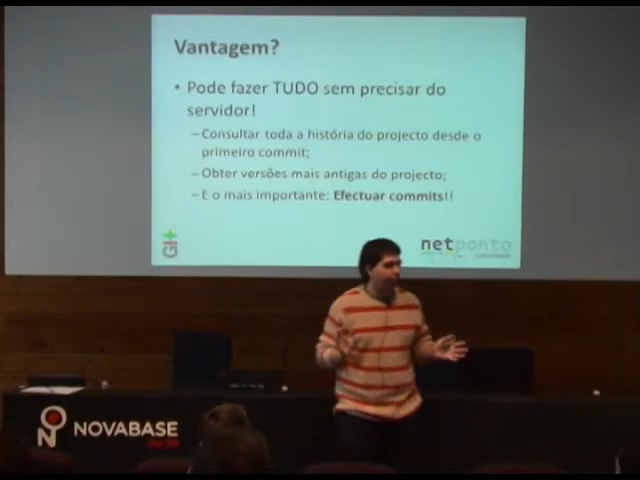 Vantagem?
• Pode fazer TUDO sem precisar do
servidor!
–Consultar toda a história do projecto desde o
primeiro commit;
–Obter versões mais antigas do projecto;
–E o mais importante: Efectuar commits!!
netponto
NOVABASE